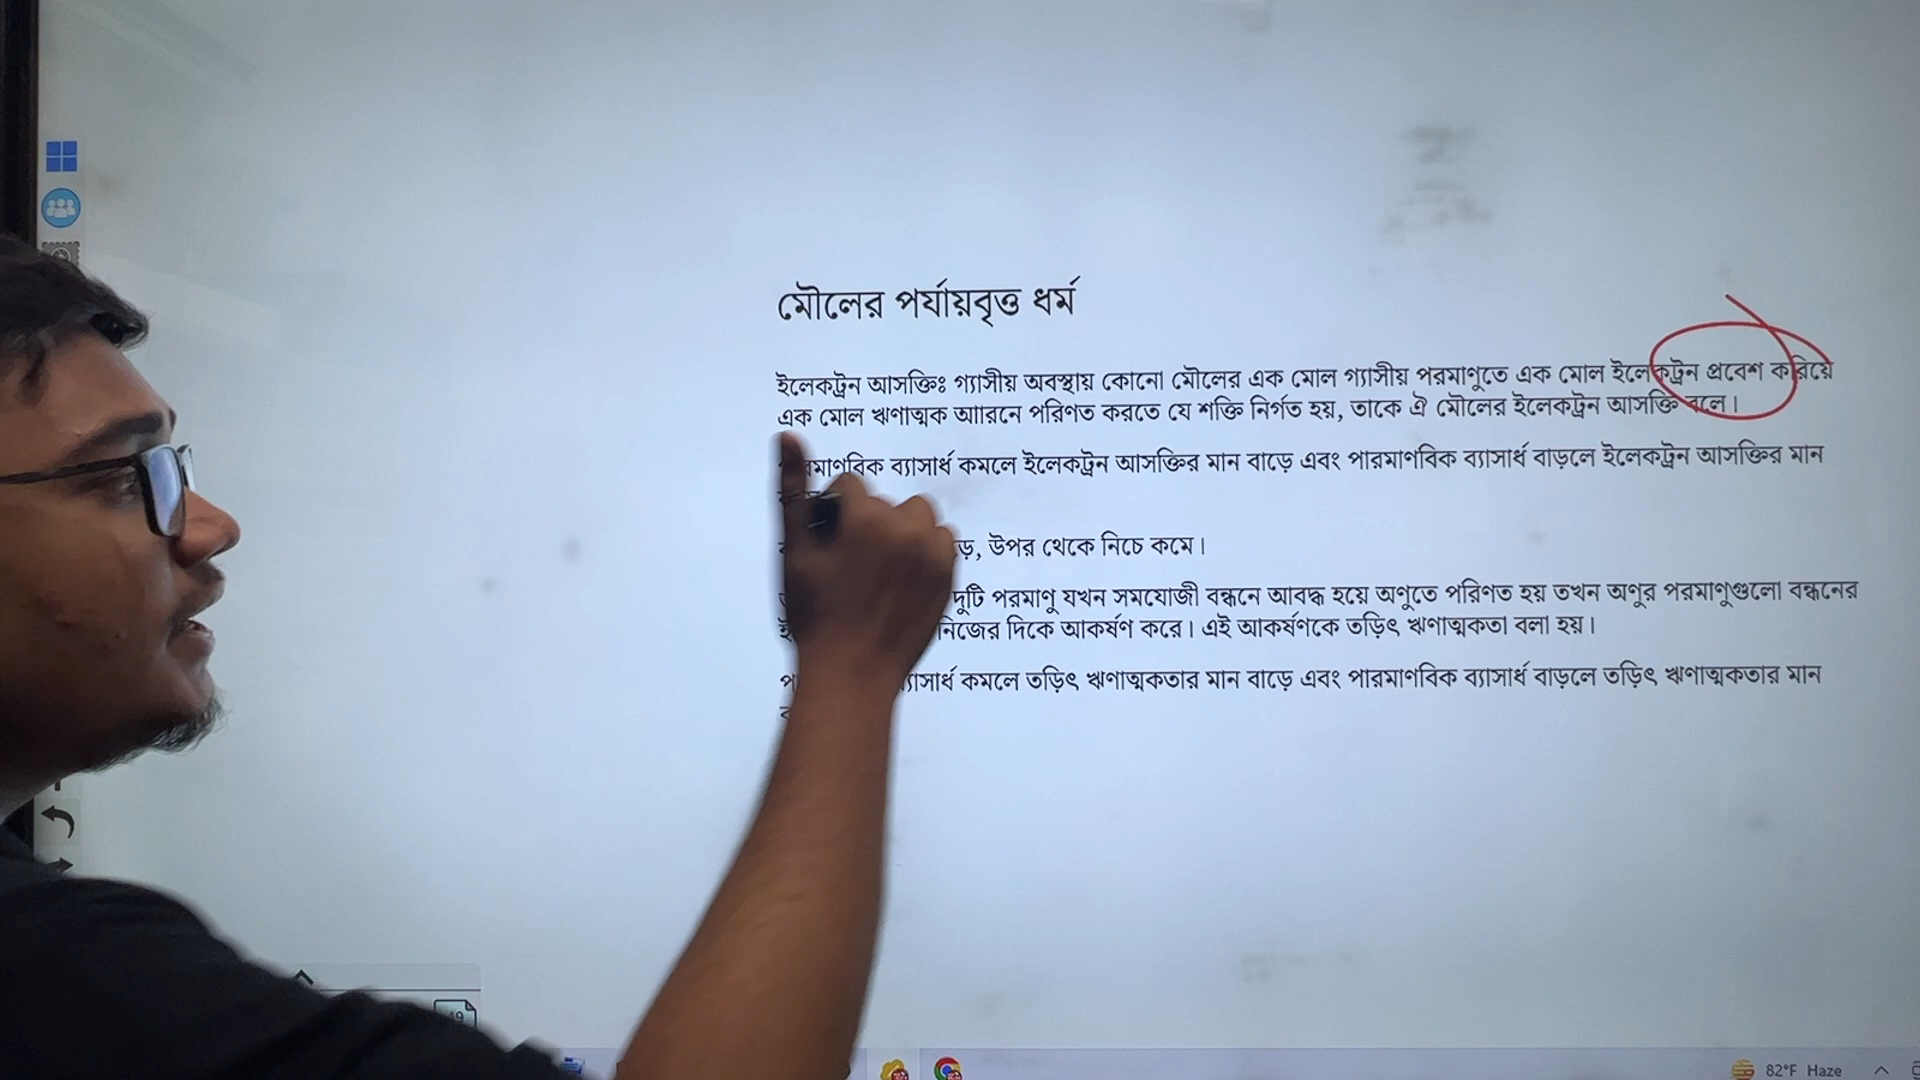 মৌলের পর্যায়বৃত্ত ধর্ম
ইলেকট্রন আসক্তিঃ গ্যাসীয় অবস্থায় কোনো মৌলের এক মোল গ্যাসীয় পরমাণুতে এক মোল ইলেকট্রন প্রবেশ করিয়ে
এক মোল ঋণাত্মক আারনে পরিণত করতে যে শক্তি নির্গত হয়, তাকে ঐ মৌলের ইলেকট্রন আসক্তি বলে।
ব্যাসার্ধ কমলে ইলেকট্রন আসক্তির মান বাড়ে এবং পারমাণবিক ব্যাসার্ধ বাড়লে ইলেকট্রন আসক্তির মান
উপর থেকে নিচে কমে।
দুটি পরমাণু যখন সমযোজী বন্ধনে আবদ্ধ হয়ে অণুতে পরিণত হয় তখন অণুর পরমাণুগুলো বন্ধনের
নিজের দিকে আকর্ষণ করে। এই আকর্ষণকে তড়িৎ ঋণাত্মকতা বলা হয়।
কমলে তড়িৎ ঋণাত্মকতার মান বাড়ে এবং পারমাণবিক ব্যাসার্ধ বাড়লে তড়িৎ ঋণাত্মকতার মান
49
82°F Haze